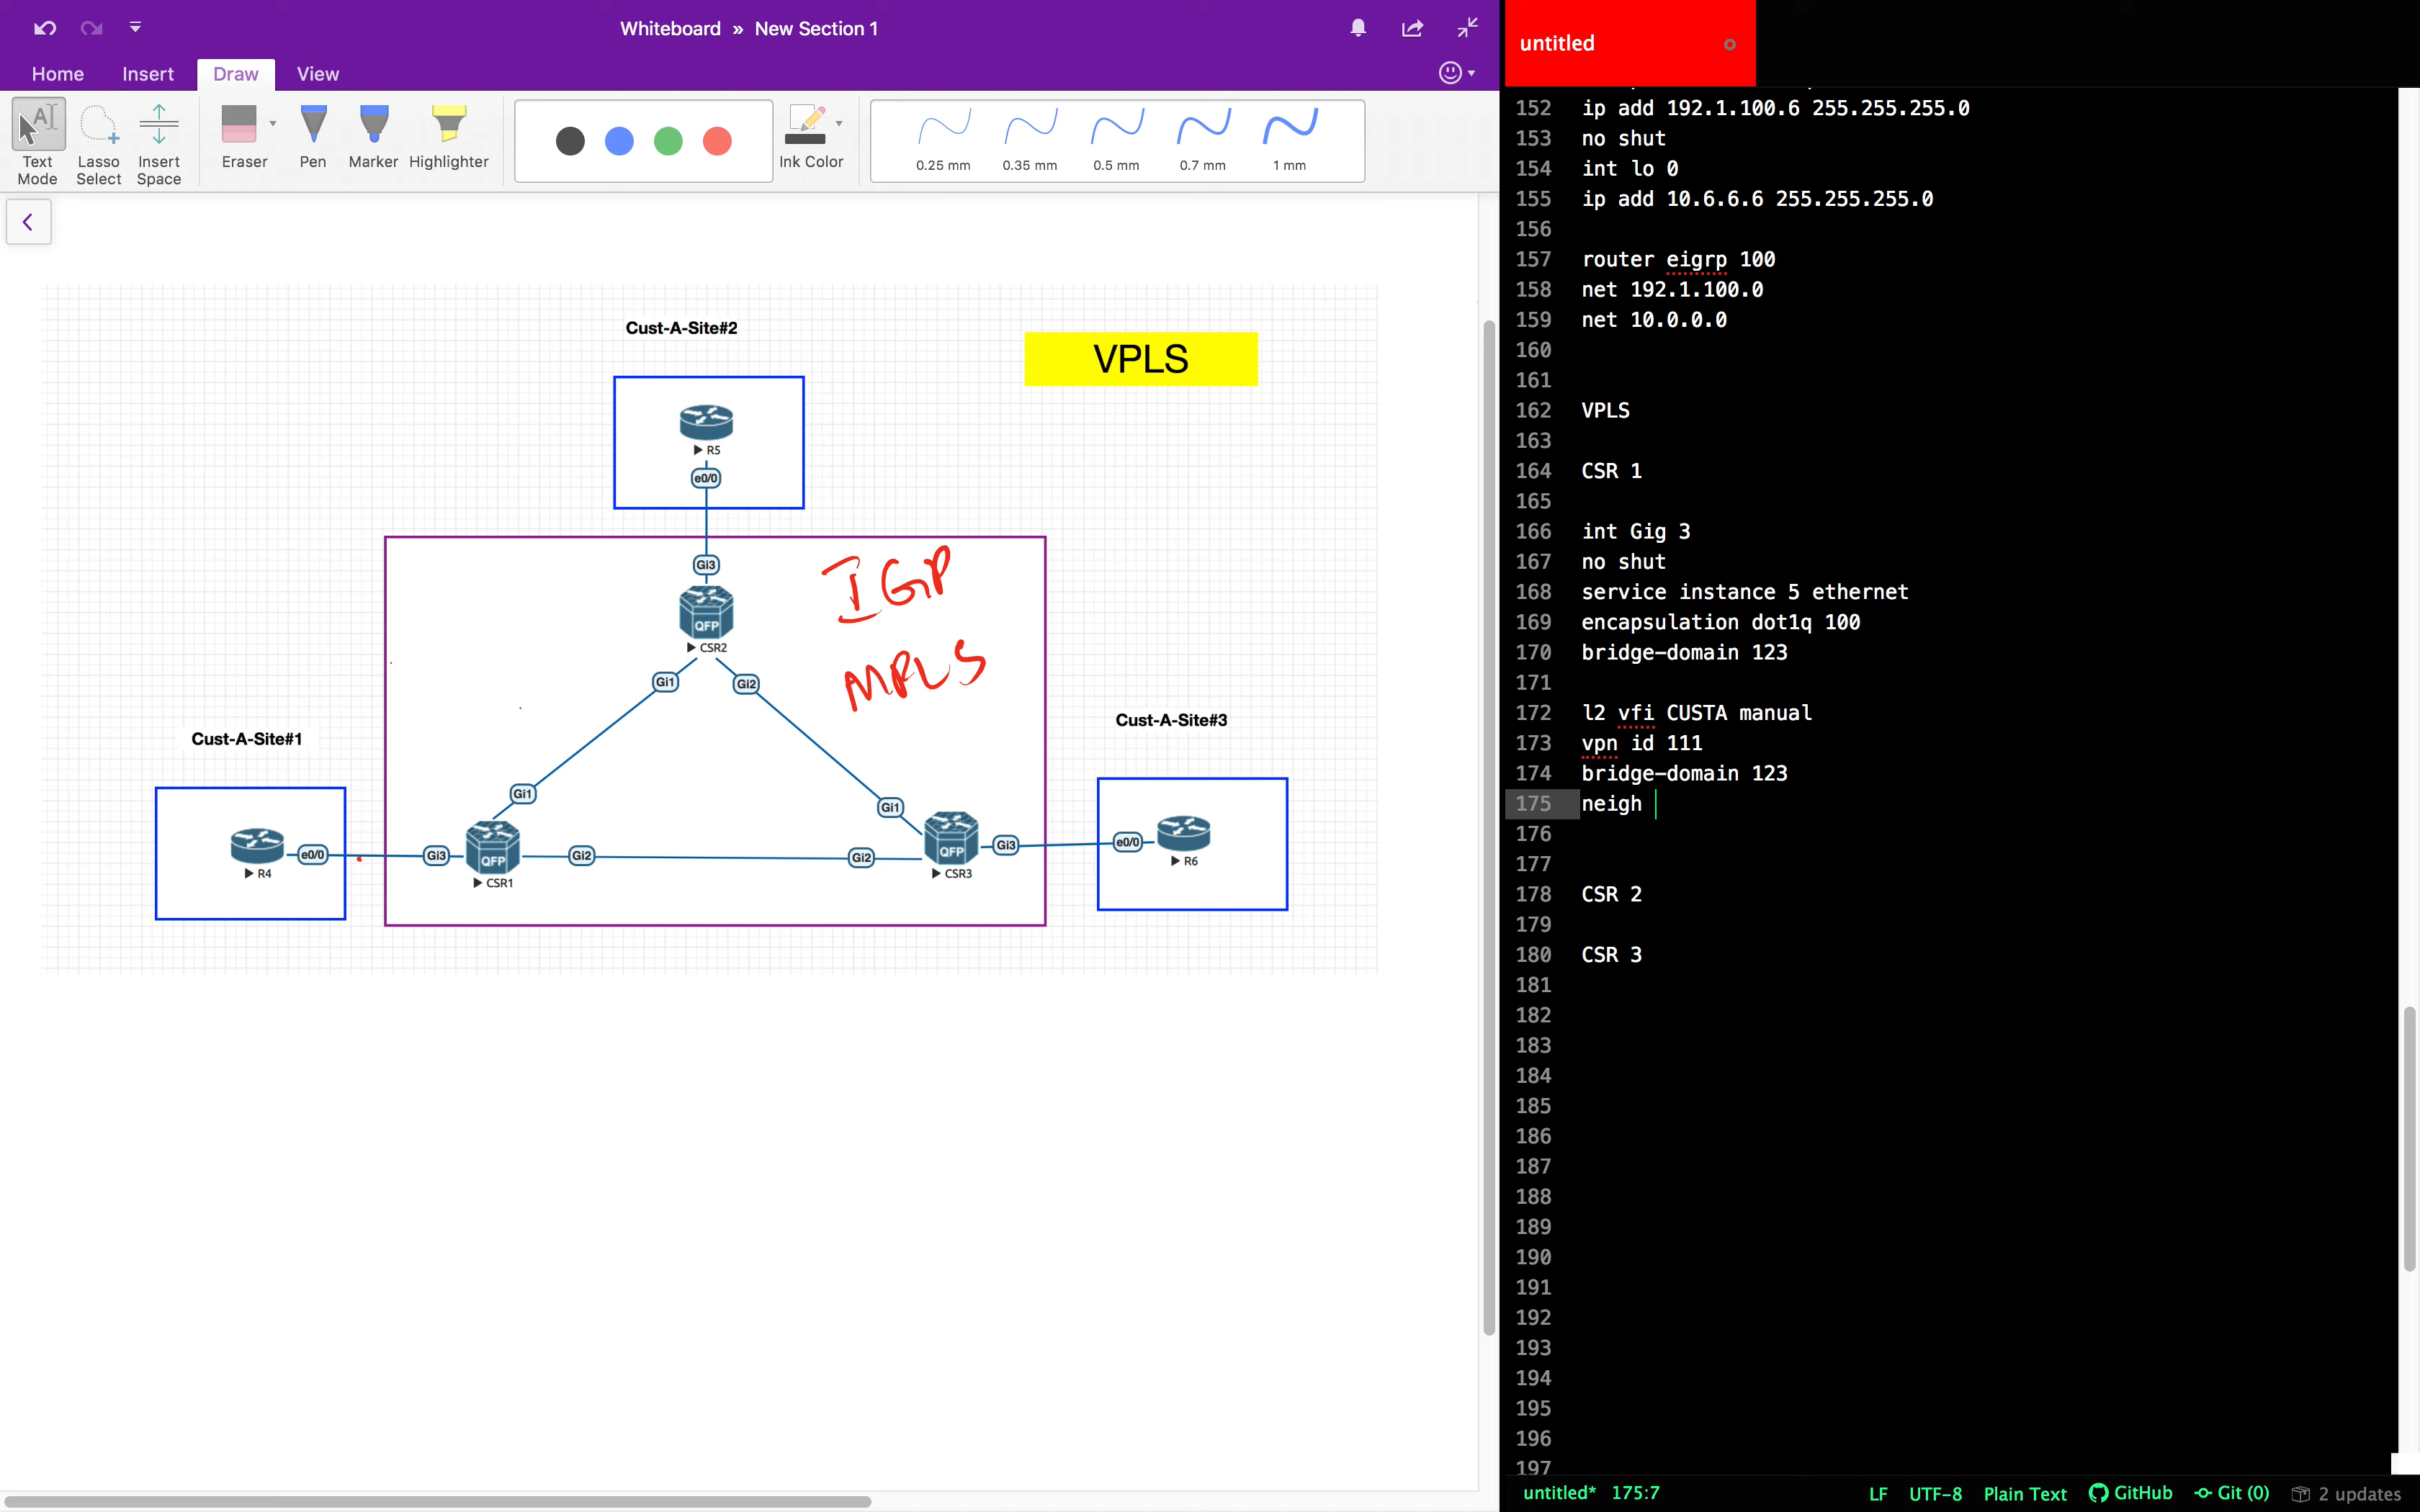 Whiteboard » New Section 1
Home
Insert
Draw
View
Text
Mode
Lasso
Select
Insert
Space
Eraser
Pen
Marker
Highlighter
Ink Color
0.25 mm
0.35 mm
0.5 mm
0.7 mm
1 mm
Cust-A-Site#2
VPLS
R5
e0/0
Gi3
IGP
QFP
CSR2
MPLS
Gi1
Gi2
Cust-A-Site#3
Cust-A-Site#1
Gi1
Gi1
e0/0
Gi3
QFP
Gi2
Gi2
QFP
Gi3
e0/0
R4
CSR1
CSR3
R6
untitled
152 ip add 192.1.100.6 255.255.255.0
153 no shut
154 int lo 0
155 ip add 10.6.6.6 255.255.255.0
156
157 router eigrp 100
158 net 192.1.100.0
159 net 10.0.0.0
160
161
162 VPLS
163
164 CSR 1
165
166 int Gig 3
167 no shut
168 service instance 5 ethernet
169 encapsulation dot1q 100
170 bridge-domain 123
171
172 l2 vfi CUSTA manual
173 vpn id 111
174 bridge-domain 123
175 neigh
176
177
178 CSR 2
179
180 CSR 3
181
182
183
184
185
186
187
188
189
190
191
192
193
194
195
196
197
untitled* 175:7 LF UTF-8 Plain Text GitHub Git (0) 2 updates